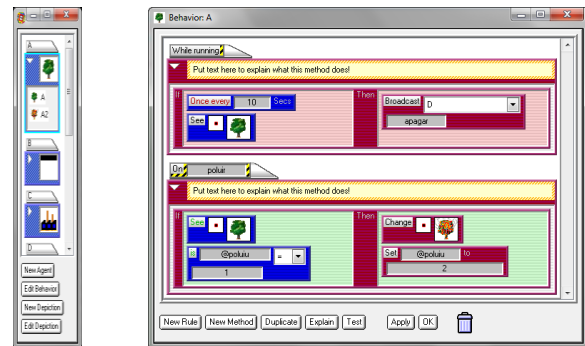 A
A
A2
B
C
D
New Agent
Edit Behavior
New Depiction
Edit Depiction
Behavior: A
While running
Put text here to explain what this method does!
If
Once every 10 Secs
See
Then
Broadcast D
apagar
On poluir
Put text here to explain what this method does!
If
See
is @poluiu =
1
Then
Change
Set @poluiu to
2
New Rule New Method Duplicate Explain Test Apply OK